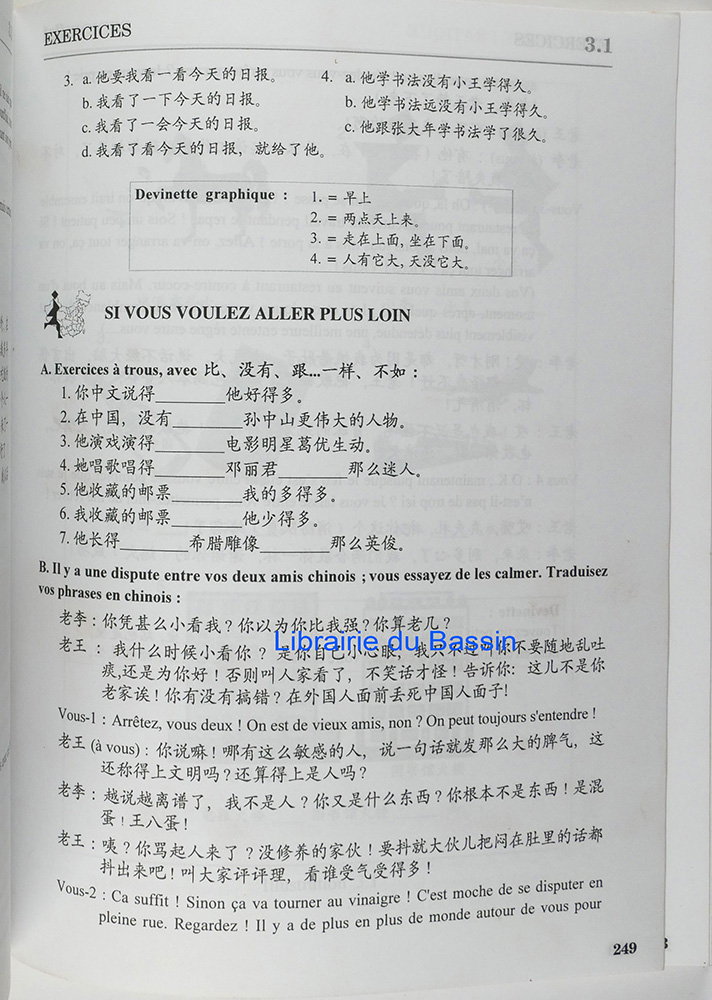 EXERCICES
3.1
3. a. 他要我看一看今天的日报。
b. 我看了一下今天的日报。
c. 我看了一会今天的日报。
d. 我看了看今天的日报，就给了他。
4. a. 他学书法没有小王学得久。
b. 他学书法远没有小王学得久。
c. 他跟张大年学书法学了很久。
Devinette graphique :
1. = 早上
2. = 两点天上来。
3. = 走在上面, 坐在下面。
4. = 人有它大, 天没它大。
SI VOUS VOULEZ ALLER PLUS LOIN
A. Exercices à trous, avec 比、没有、跟...一样、不如 :
1. 你中文说得________他好得多。
2. 在中国，没有________孙中山更伟大的人物。
3. 他演戏演得________电影明星葛优生动。
4. 她唱歌唱得________邓丽君________那么迷人。
5. 他收藏的邮票________我的多得多。
6. 我收藏的邮票________他少得多。
7. 他长得________希腊雕像________那么英俊。
B. Il y a une dispute entre vos deux amis chinois ; vous essayez de les calmer. Traduisez
vos phrases en chinois :
老李 : 你凭甚么小看我? 你以为你比我强? 你算老几?
老王 : 我什么时候小看你？是你自己小心眼, 我只不过叫你不要随地乱吐
痰, 还是为你好！否则叫人家看了，不笑话才怪！告诉你: 这儿不是你
老家诶! 你有没有搞错? 在外国人面前丢死中国人面子!
Vous-1 : Arrêtez, vous deux ! On est de vieux amis, non ? On peut toujours s'entendre !
老王 (à vous) : 你说嘛! 哪有这么敏感的人，说一句话就发那么大的脾气，这
还称得上文明吗? 还算得上是人吗?
老李 : 越说越离谱了，我不是人? 你又是什么东西? 你根本不是东西! 是混
蛋! 王八蛋!
老王 : 咦? 你骂起人来了？没修养的家伙! 要抖就大伙儿把闷在肚里的话都
抖出来吧! 叫大家评评理，看谁受气受得多!
Vous-2 : Ca suffit ! Sinon ça va tourner au vinaigre ! C'est moche de se disputer en
pleine rue. Regardez ! Il y a de plus en plus de monde autour de vous pour
249
Librairie du Bassin